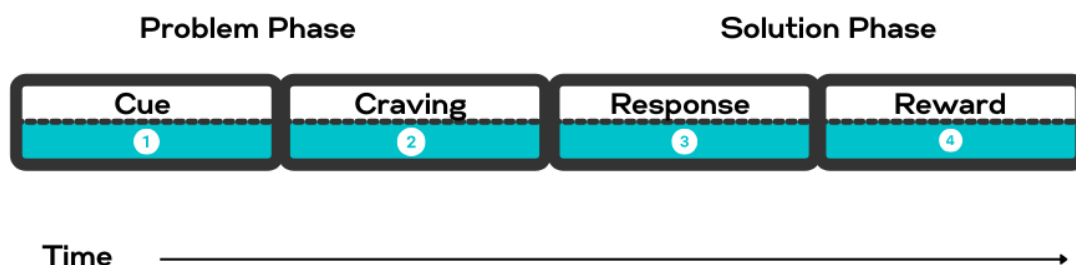 Problem Phase Solution Phase
Cue Craving Response Reward
1 2 3 4
Time